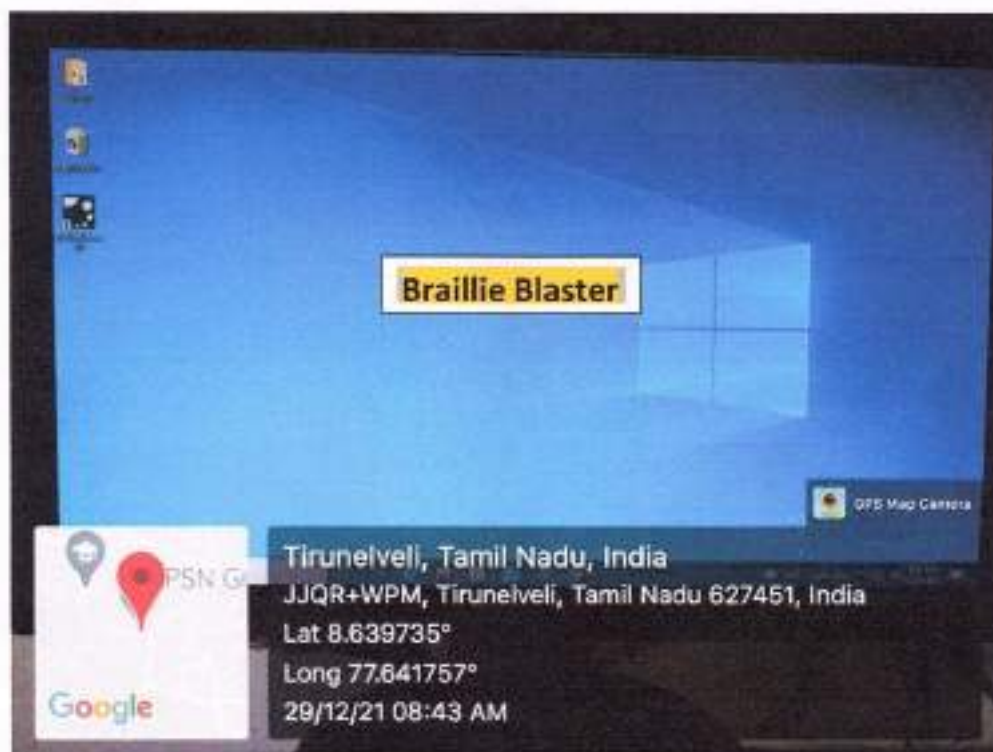 Braillie Blaster
GPS Map Camera
PSN G
Tirunelveli, Tamil Nadu, India
JJQR+WPM, Tirunelveli, Tamil Nadu 627451, India
Lat 8.639735°
Long 77.641757°
29/12/21 08:43 AM
Google